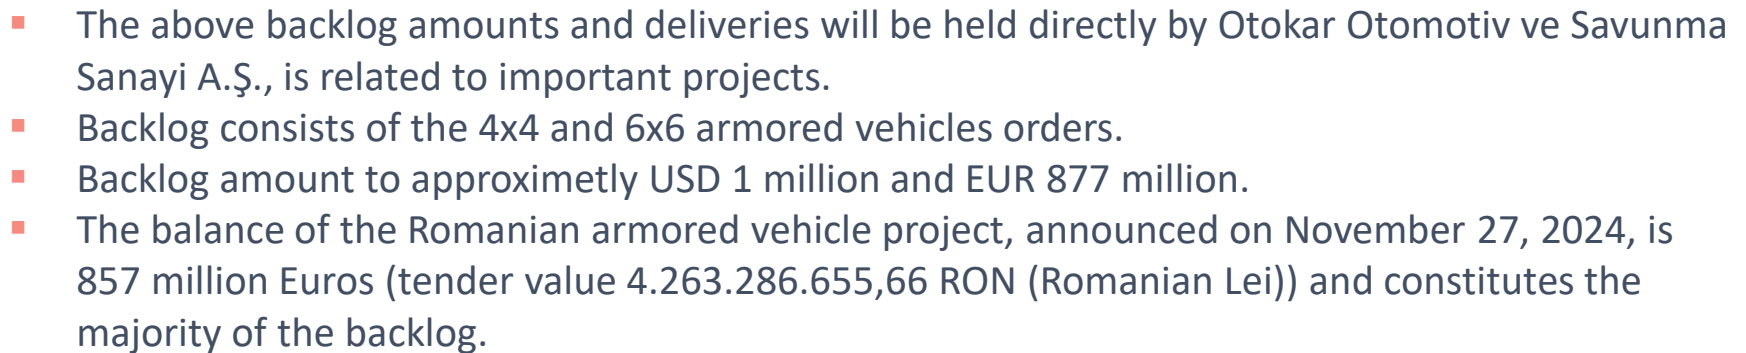 ▪ The above backlog amounts and deliveries will be held directly by Otokar Otomotiv ve Savunma
Sanayi A.Ş., is related to important projects.
▪ Backlog consists of the 4x4 and 6x6 armored vehicles orders.
▪ Backlog amount to approximetly USD 1 million and EUR 877 million.
▪ The balance of the Romanian armored vehicle project, announced on November 27, 2024, is
857 million Euros (tender value 4.263.286.655,66 RON (Romanian Lei)) and constitutes the
majority of the backlog.